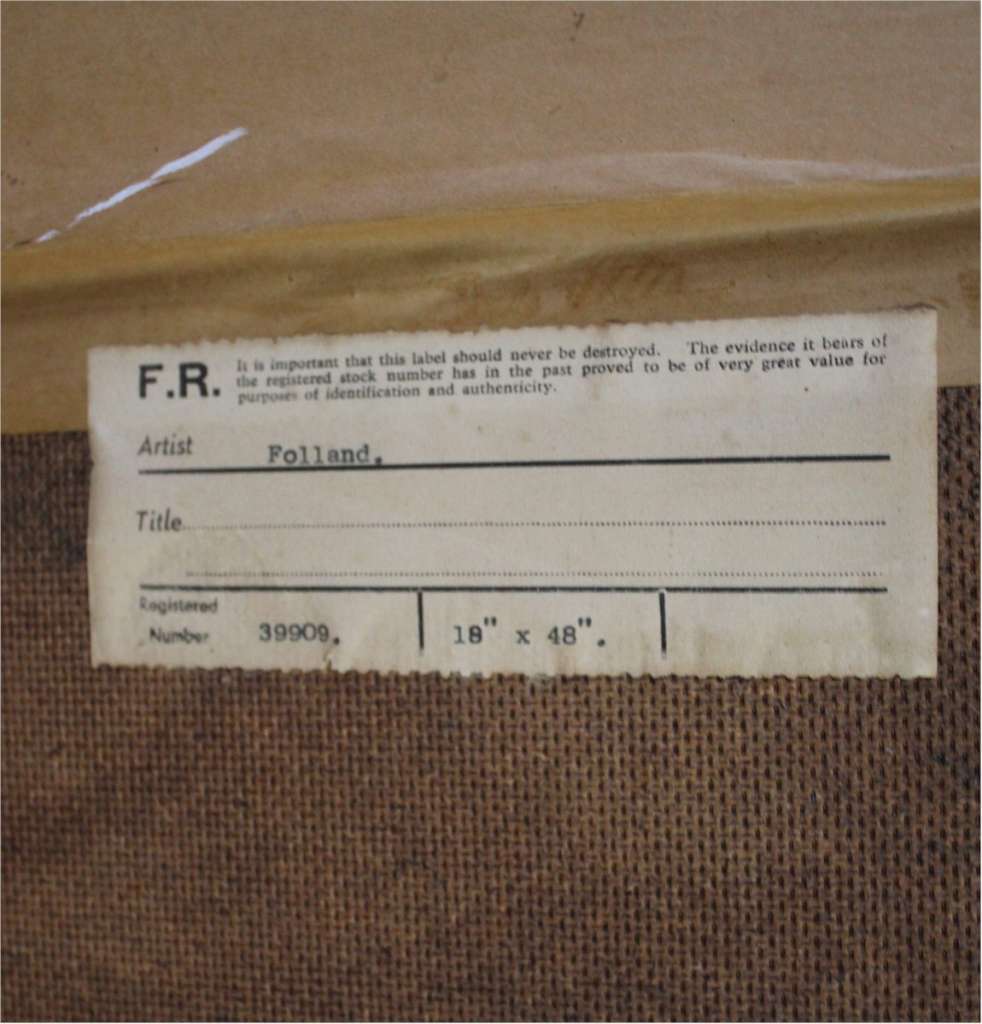 F.R.
It is important that this label should never be destroyed. The evidence it bears of
the registered stock number has in the past proved to be of very great value for
purposes of identification and authenticity.
Artist Folland.
Title
Registered
Number 39909. 18" x 48".